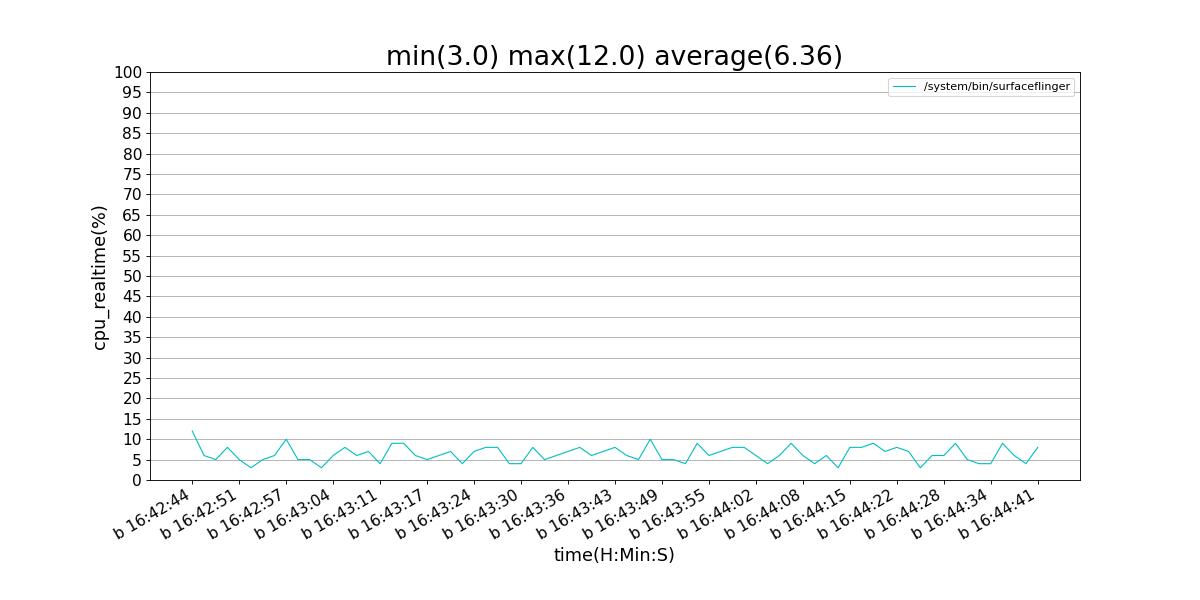 min(3.0) max(12.0) average(6.36)
/system/bin/surfaceflinger
100
95
90
85
80
75
70
65
60
55
50
45
40
35
30
25
20
15
10
5
0
cpu_realtime(%)
b 16:42:44
b 16:42:51
b 16:42:57
b 16:43:04
b 16:43:11
b 16:43:17
b 16:43:24
b 16:43:30
b 16:43:36
b 16:43:43
b 16:43:49
b 16:43:55
b 16:44:02
b 16:44:08
b 16:44:15
b 16:44:22
b 16:44:28
b 16:44:34
b 16:44:41
time(H:Min:S)